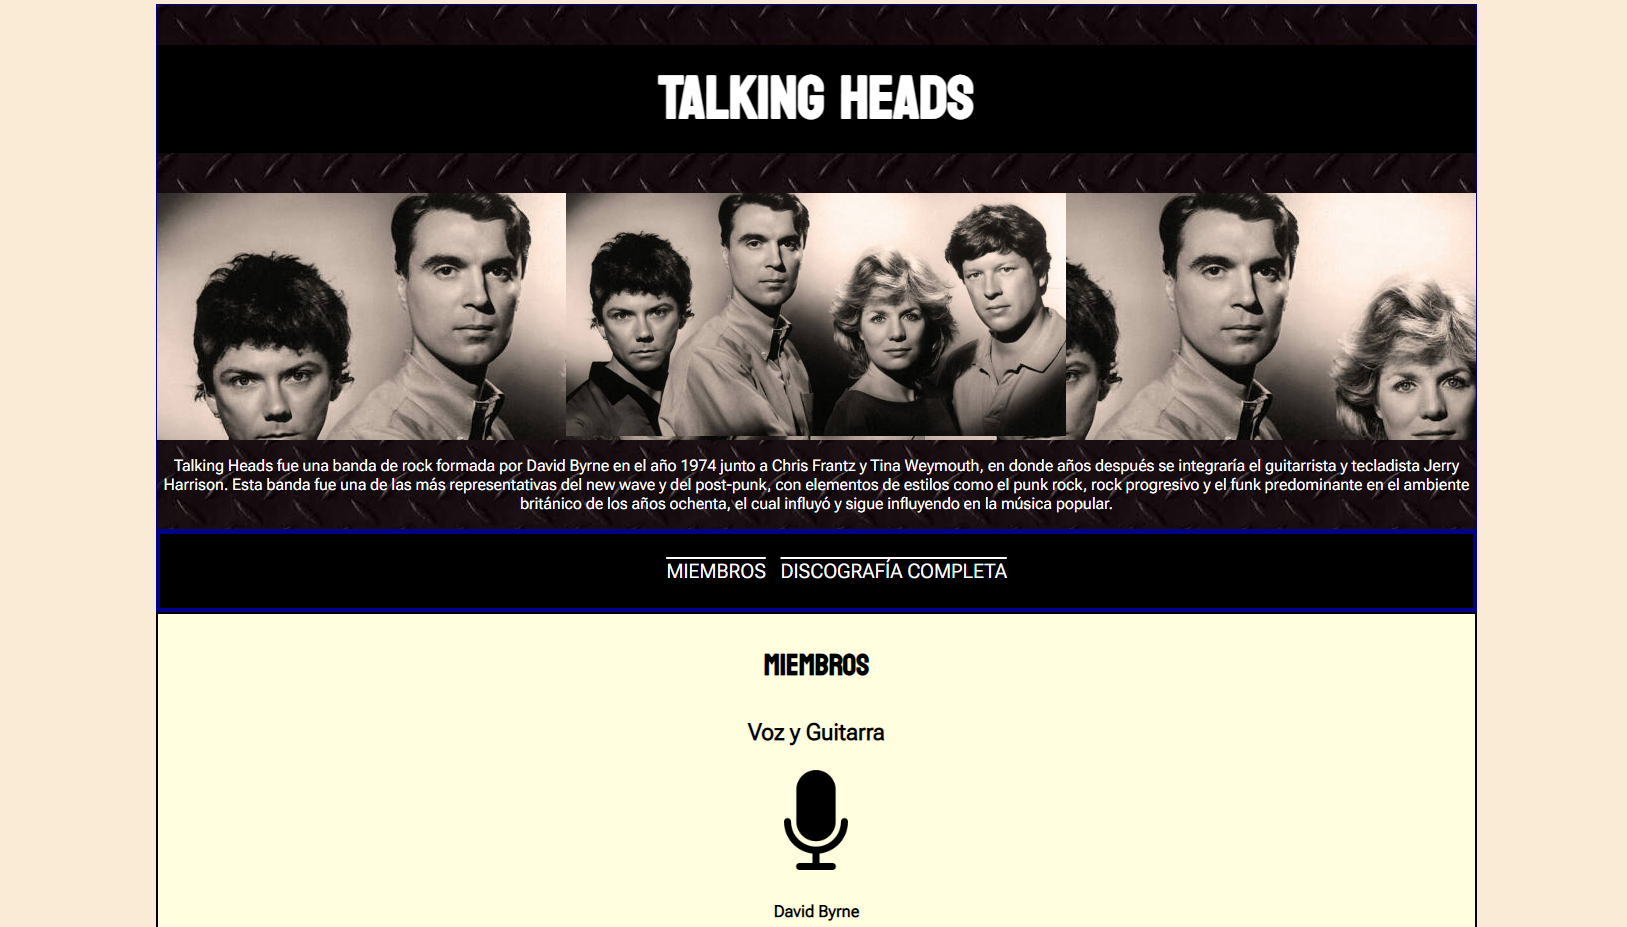 TALKING HEADS
Talking Heads fue una banda de rock formada por David Byrne en el año 1974 junto a Chris Frantz y Tina Weymouth, en donde años después se integraría el guitarrista y tecladista Jerry
Harrison. Esta banda fue una de las más representativas del new wave y del post-punk, con elementos de estilos como el punk rock, rock progresivo y el funk predominante en el ambiente
británico de los años ochenta, el cual influyó y sigue influyendo en la música popular.
MIEMBROS DISCOGRAFÍA COMPLETA
MIEMBROS
Voz y Guitarra
David Byrne